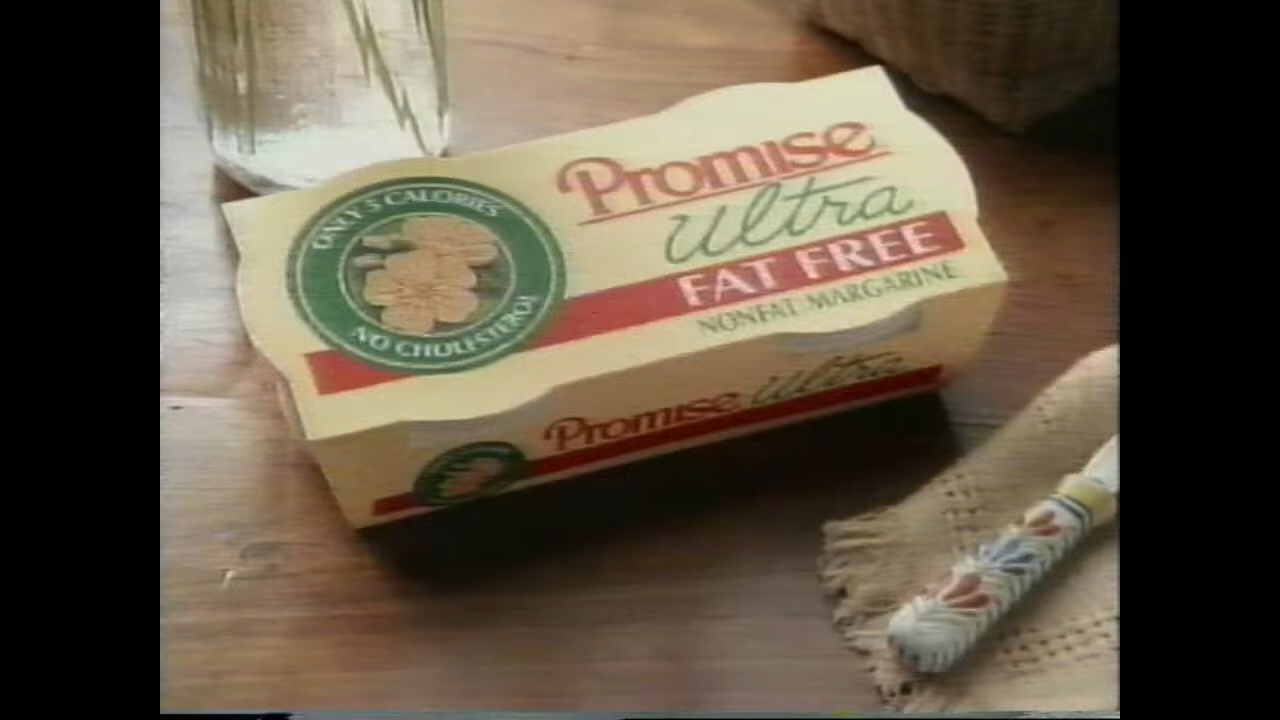 ONLY 5 CALORIES
NO CHOLESTEROL
Promise
ultra
FAT FREE
NONFAT MARGARINE
Promise ultra